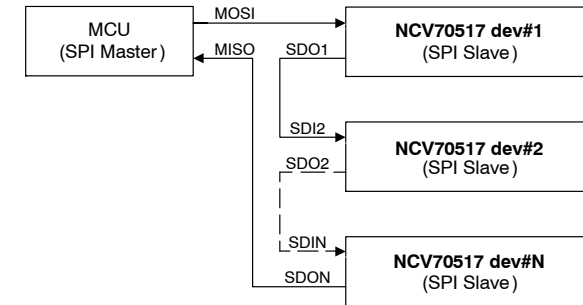 MCU
(SPI Master)
MOSI
MISO
NCV70517 dev#1
(SPI Slave)
SDO1
SDI2
NCV70517 dev#2
(SPI Slave)
SDO2
SDIN
NCV70517 dev#N
(SPI Slave)
SDON